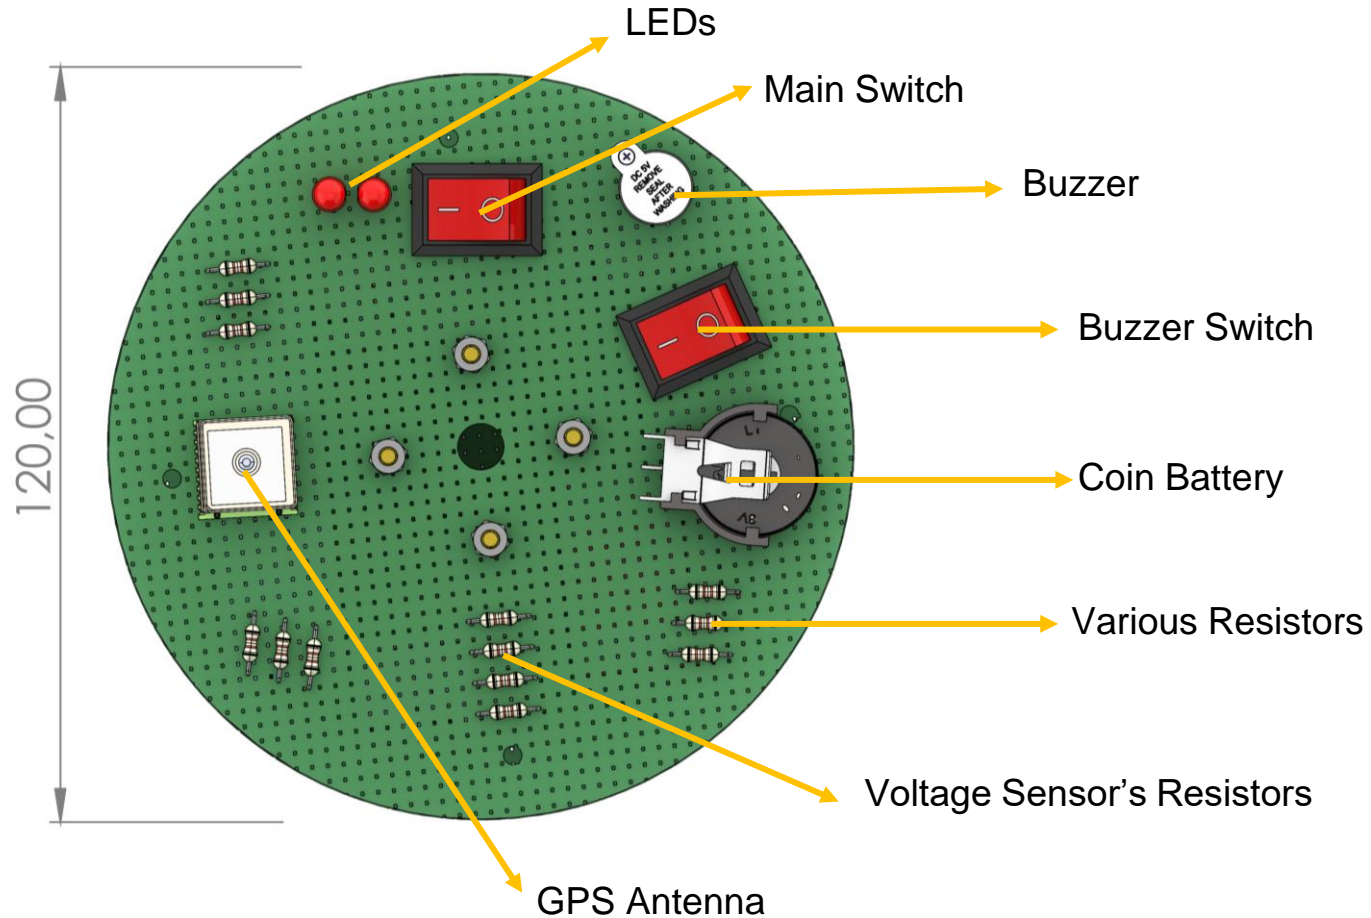 LEDs
Main Switch
DC 5V
REMOVE
SEAL
AFTER
WASHING
Buzzer
Buzzer Switch
120,00
Coin Battery
Various Resistors
Voltage Sensor’s Resistors
GPS Antenna